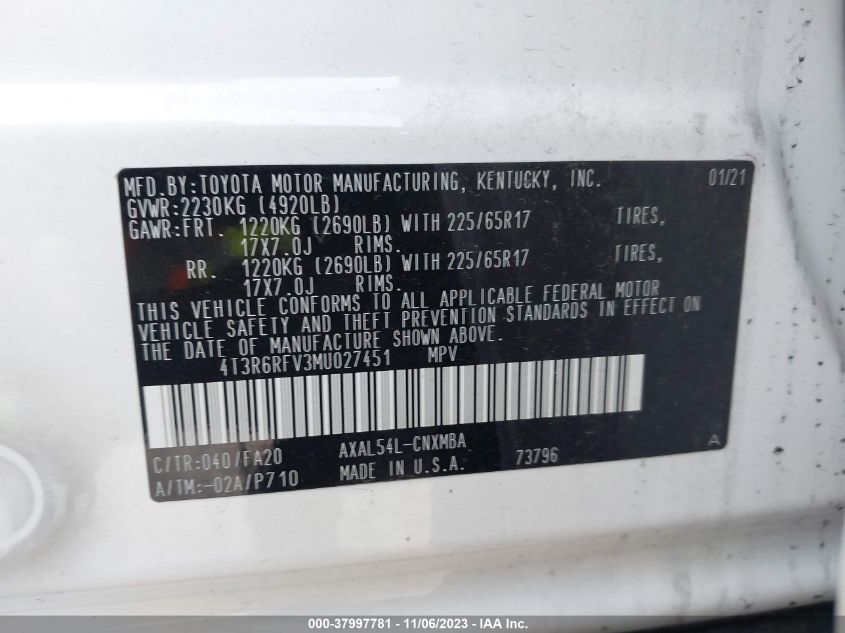 MFD.BY:TOYOTA MOTOR MANUFACTURING, KENTUCKY, INC. 01/21
GVWR:2230KG (4920LB)
GAWR:FRT. 1220KG (2690LB) WITH 225/65R17 TIRES,
17X7.0J RIMS.
RR. 1220KG (2690LB) WITH 225/65R17 TIRES,
17X7.0J RIMS.
THIS VEHICLE CONFORMS TO ALL APPLICABLE FEDERAL MOTOR
VEHICLE SAFETY AND THEFT PREVENTION STANDARDS IN EFFECT ON
THE DATE OF MANUFACTURE SHOWN ABOVE.
4T3R6RFV3MU027451 MPV
C/TR:040/FA20 AXAL54L-CNXMBA A
A/TM:-02A/P710 MADE IN U.S.A. 73796
000-37997781 - 11/06/2023 - © IAA Inc.